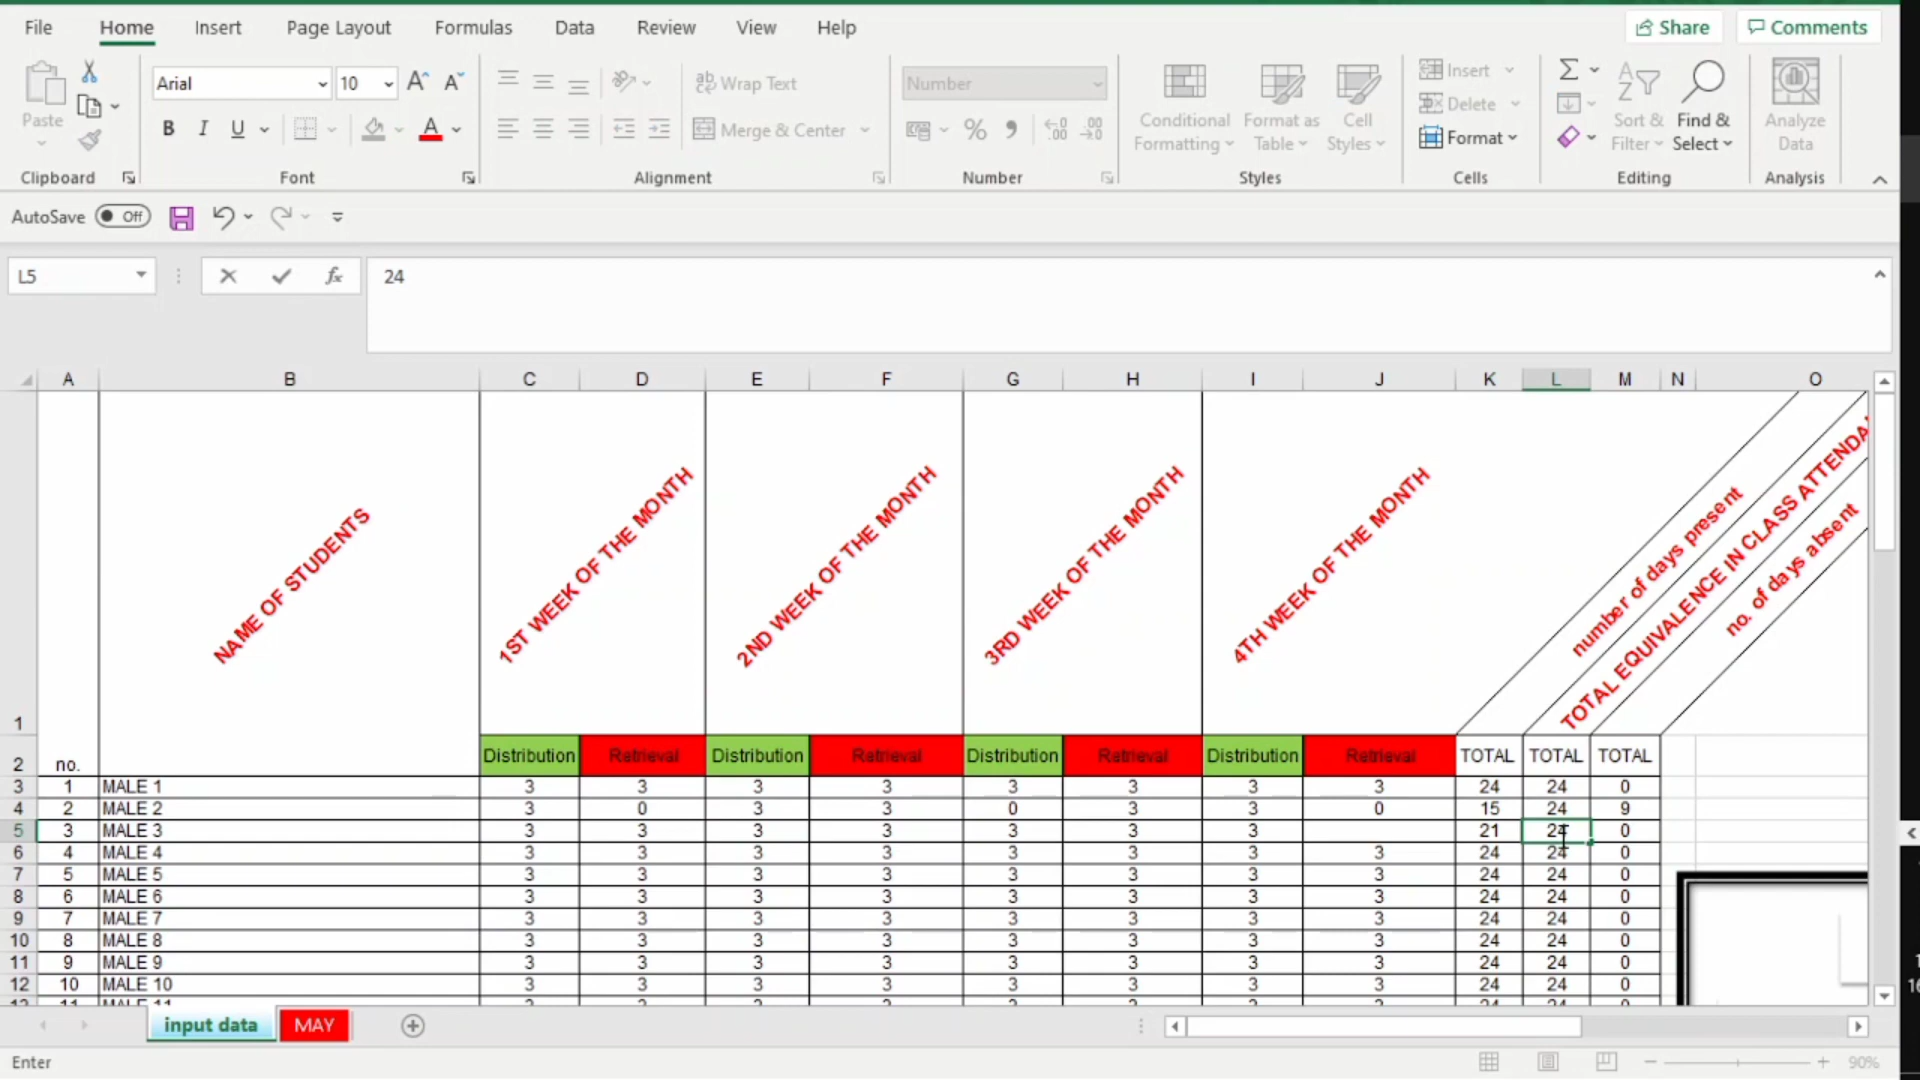 File Home Insert Page Layout Formulas Data Review View Help Share Comments
Arial 10 A^ A˅ Wrap Text Number Insert
Paste B I U A Merge & Center % Conditional Formatting Format as Table Cell Styles Delete Format Sort & Filter Find & Select Analyze Data
Clipboard Font Alignment Number Styles Cells Editing Analysis
AutoSave Off
L5 fx 24
A B C D E F G H I J K L M N O
1 NAME OF STUDENTS 1ST WEEK OF THE MONTH 2ND WEEK OF THE MONTH 3RD WEEK OF THE MONTH 4TH WEEK OF THE MONTH number of days present TOTAL EQUIVALENCE IN CLASS ATTENDA no. of days absent
2 no. Distribution Retrieval Distribution Retrieval Distribution Retrieval Distribution Retrieval TOTAL TOTAL TOTAL
3 1 MALE 1 3 3 3 3 3 3 3 3 24 24 0
4 2 MALE 2 3 0 3 3 0 3 3 0 15 24 9
5 3 MALE 3 3 3 3 3 3 3 3 21 24 0
6 4 MALE 4 3 3 3 3 3 3 3 3 24 24 0
7 5 MALE 5 3 3 3 3 3 3 3 3 24 24 0
8 6 MALE 6 3 3 3 3 3 3 3 3 24 24 0
9 7 MALE 7 3 3 3 3 3 3 3 3 24 24 0
10 8 MALE 8 3 3 3 3 3 3 3 3 24 24 0
11 9 MALE 9 3 3 3 3 3 3 3 3 24 24 0
12 10 MALE 10 3 3 3 3 3 3 3 3 24 24 0
input data MAY
Enter 90%